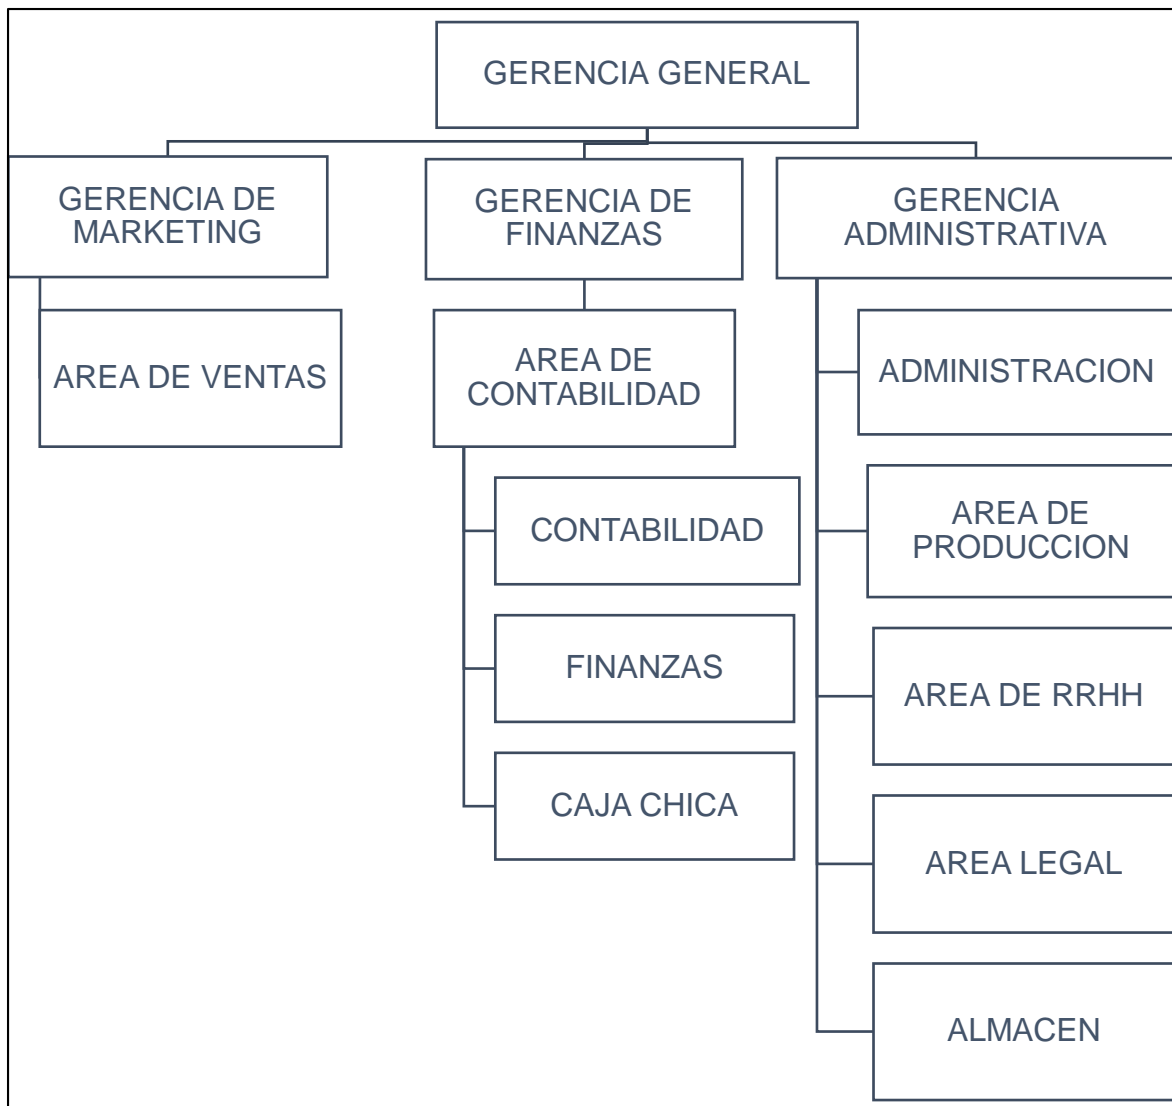 GERENCIA GENERAL
GERENCIA DE
MARKETING
GERENCIA DE
FINANZAS
GERENCIA
ADMINISTRATIVA
AREA DE VENTAS
AREA DE
CONTABILIDAD
CONTABILIDAD
FINANZAS
CAJA CHICA
ADMINISTRACION
AREA DE
PRODUCCION
AREA DE RRHH
AREA LEGAL
ALMACEN